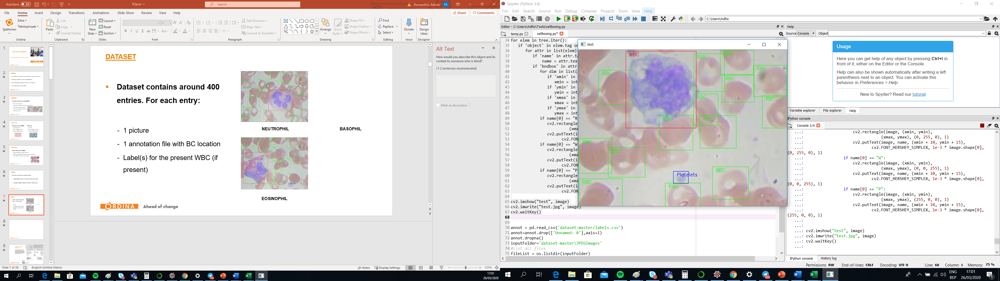 AutoSave Off
KSpres
Search
Romanillos, Adrian RA
File Home Insert Design Transitions Animations Slide Show Review View Help
Share Comments
Sjablonen
Extra
Tekstopmaak
Ordina
Paste
Cut
Copy
Format Painter
Clipboard
New Slide
Layout
Reset
Section
Slides
10
Font
Text Direction
Align Text
Convert to SmartArt
Paragraph
Arrange
Quick Styles
Shape Fill
Shape Outline
Shape Effects
Drawing
Find
Replace
Select
Editing
Dictate
Voice
Design Ideas
Designer
1
2
3
4
5
6
7
8
9
DATASET
Dataset contains around 400
entries. For each entry:
- 1 picture
- 1 annotation file with BC location
- Label(s) for the present WBC (if
present)
NEUTROPHIL
BASOPHIL
EOSINOPHIL
ORDINA Ahead of change
Alt Text
How would you describe this object and its
context to someone who is blind?
(1-2 sentences recommended)
Mark as decorative
Slide 7 of 58
English (United States)
Notes
Display Settings
121%
17:01
26/03/2020
Spyder (Python 3.6)
File Edit Search Source Run Debug Consoles Projects Tools View Help
C:\Users\AdRo
Editor - C:\Users\AdRo\Tools\cellboxing.py
temp.py
cellboxing.py*
34 for elem in tree.iter():
35 if 'object' in elem.tag or
36 for attr in list(elem)
37 if 'name' in attr.ta
38 name = attr.text
39 if 'bndbox' in attr
40 for dim in list(
41 if 'xmin' in
42 xmin = int
43 if 'ymin' in
44 ymin = int
45 if 'xmax' in
46 xmax = int
47 if 'ymax' in
48 ymax = int
49 if name[0] == "R
50 cv2.rectangle
51 (xma
52 cv2.putText(i
53 cv2.FON
54 if name[0] == "W
55 cv2.rectangle
56 (xma
57 cv2.putText(i
58 cv2.FON
59 if name[0] == "P
60 cv2.rectangle
61 (xma
62 cv2.putText(i
63 cv2.FON
64
65 cv2.imshow("test", image)
66 cv2.imwrite("test.jpg", image)
67 cv2.waitKey()
68
69
70 annot = pd.read_csv('dataset-master/labels.csv')
71 annot=annot.drop(['Unnamed: 0'],axis=1)
72 annot.dropna()
73 inputFolder='dataset-master\JPEGImages'
74 #List all files
75 fileList = os.listdir(inputFolder)
test
WBC
RBC
RBC
RBC
RBC
RBC
RBC
RBC
RBC
RBC
RBC
RBC
Platelets
RBC
RBC
RBC
Help
Source Console Object
Usage
Here you can get help of any object by pressing Ctrl+I in
front of it, either on the Editor or the Console.
Help can also be shown automatically after writing a left
parenthesis next to an object. You can activate this
behavior in Preferences > Help.
New to Spyder? Read our tutorial
Variable explorer File explorer Help
IPython console
Console 1/A
...: cv2.rectangle(image, (xmin, ymin),
...: (xmax, ymax), (0, 255, 0), 1)
...: cv2.putText(image, name, (xmin + 10, ymin + 15),
...: cv2.FONT_HERSHEY_SIMPLEX, 1e-3 * image.shape[0],
(0, 255, 0), 1)
...: if name[0] == "W":
...: cv2.rectangle(image, (xmin, ymin),
...: (xmax, ymax), (0, 0, 255), 1)
...: cv2.putText(image, name, (xmin + 10, ymin + 15),
...: cv2.FONT_HERSHEY_SIMPLEX, 1e-3 * image.shape[0],
(0, 0, 255), 1)
...: if name[0] == "P":
...: cv2.rectangle(image, (xmin, ymin),
...: (xmax, ymax), (255, 0, 0), 1)
...: cv2.putText(image, name, (xmin + 10, ymin + 15),
...: cv2.FONT_HERSHEY_SIMPLEX, 1e-3 * image.shape[0],
(255, 0, 0), 1)
...:
...:
...: cv2.imshow("test", image)
...: cv2.imwrite("test.jpg", image)
...: cv2.waitKey()
...:
IPython console History log
Permissions: RW End-of-lines: CRLF Encoding: UTF-8 Line: 68 Column: 1 Memory: 75 %
ENG
BEP
17:01
26/03/2020